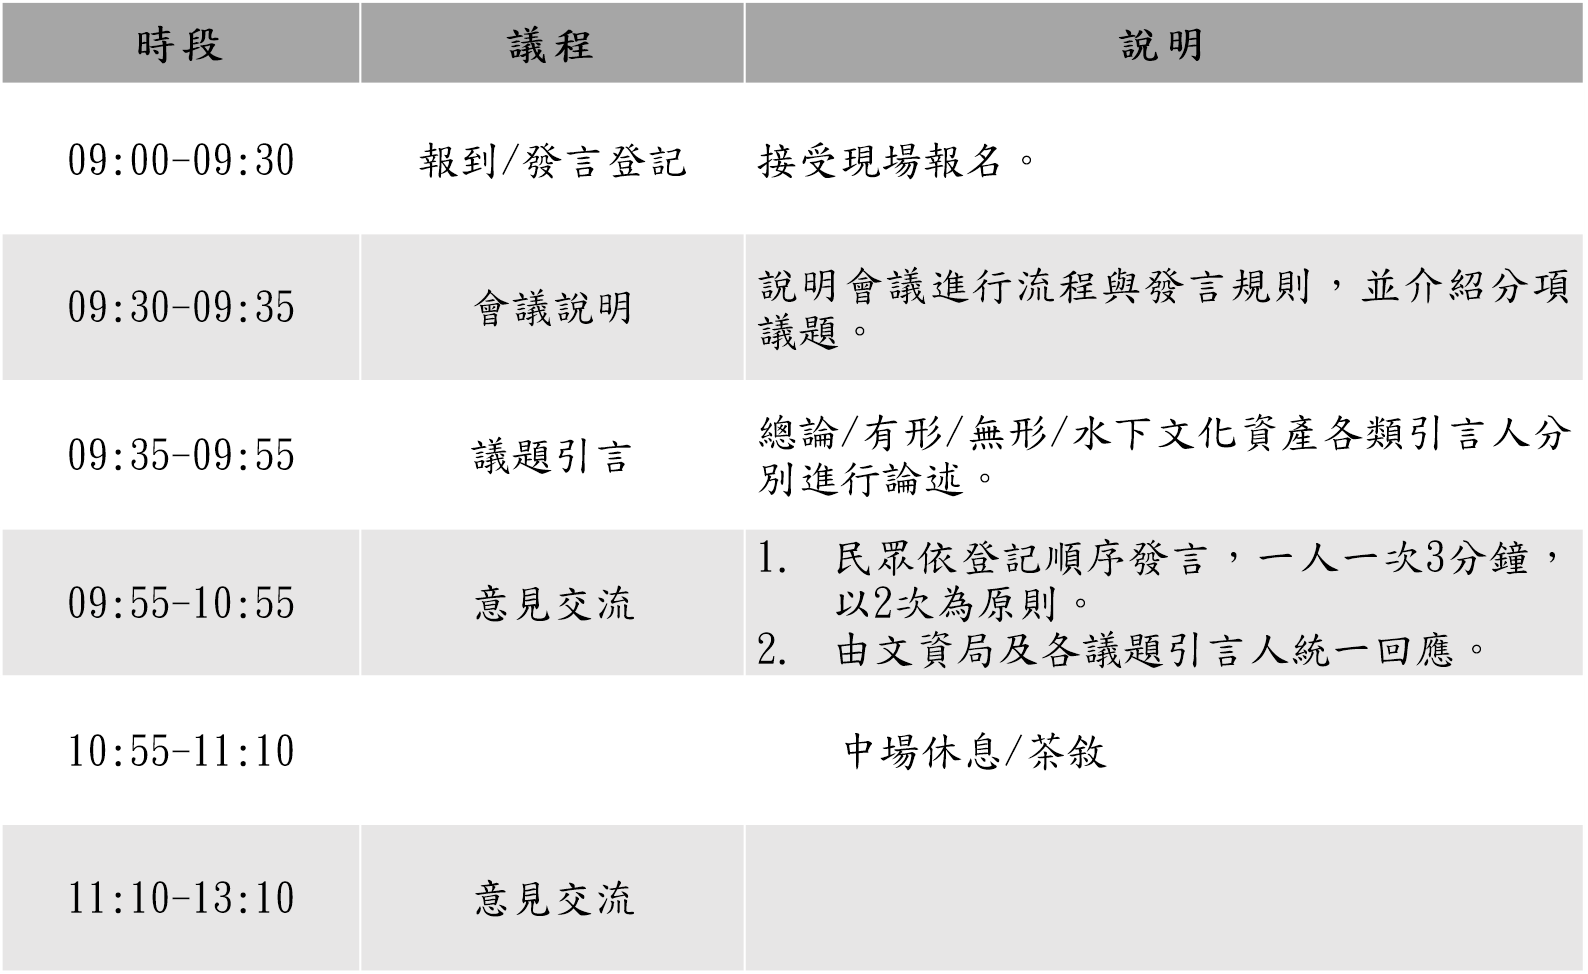 時段 議程 說明
09:00-09:30 報到/發言登記 接受現場報名。
09:30-09:35 會議說明 說明會議進行流程與發言規則，並介紹分項
議題。
09:35-09:55 議題引言 總論/有形/無形/水下文化資產各類引言人分
別進行論述。
09:55-10:55 意見交流 1. 民眾依登記順序發言，一人一次3分鐘，
以2次為原則。
2. 由文資局及各議題引言人統一回應。
10:55-11:10 中場休息/茶敘
11:10-13:10 意見交流